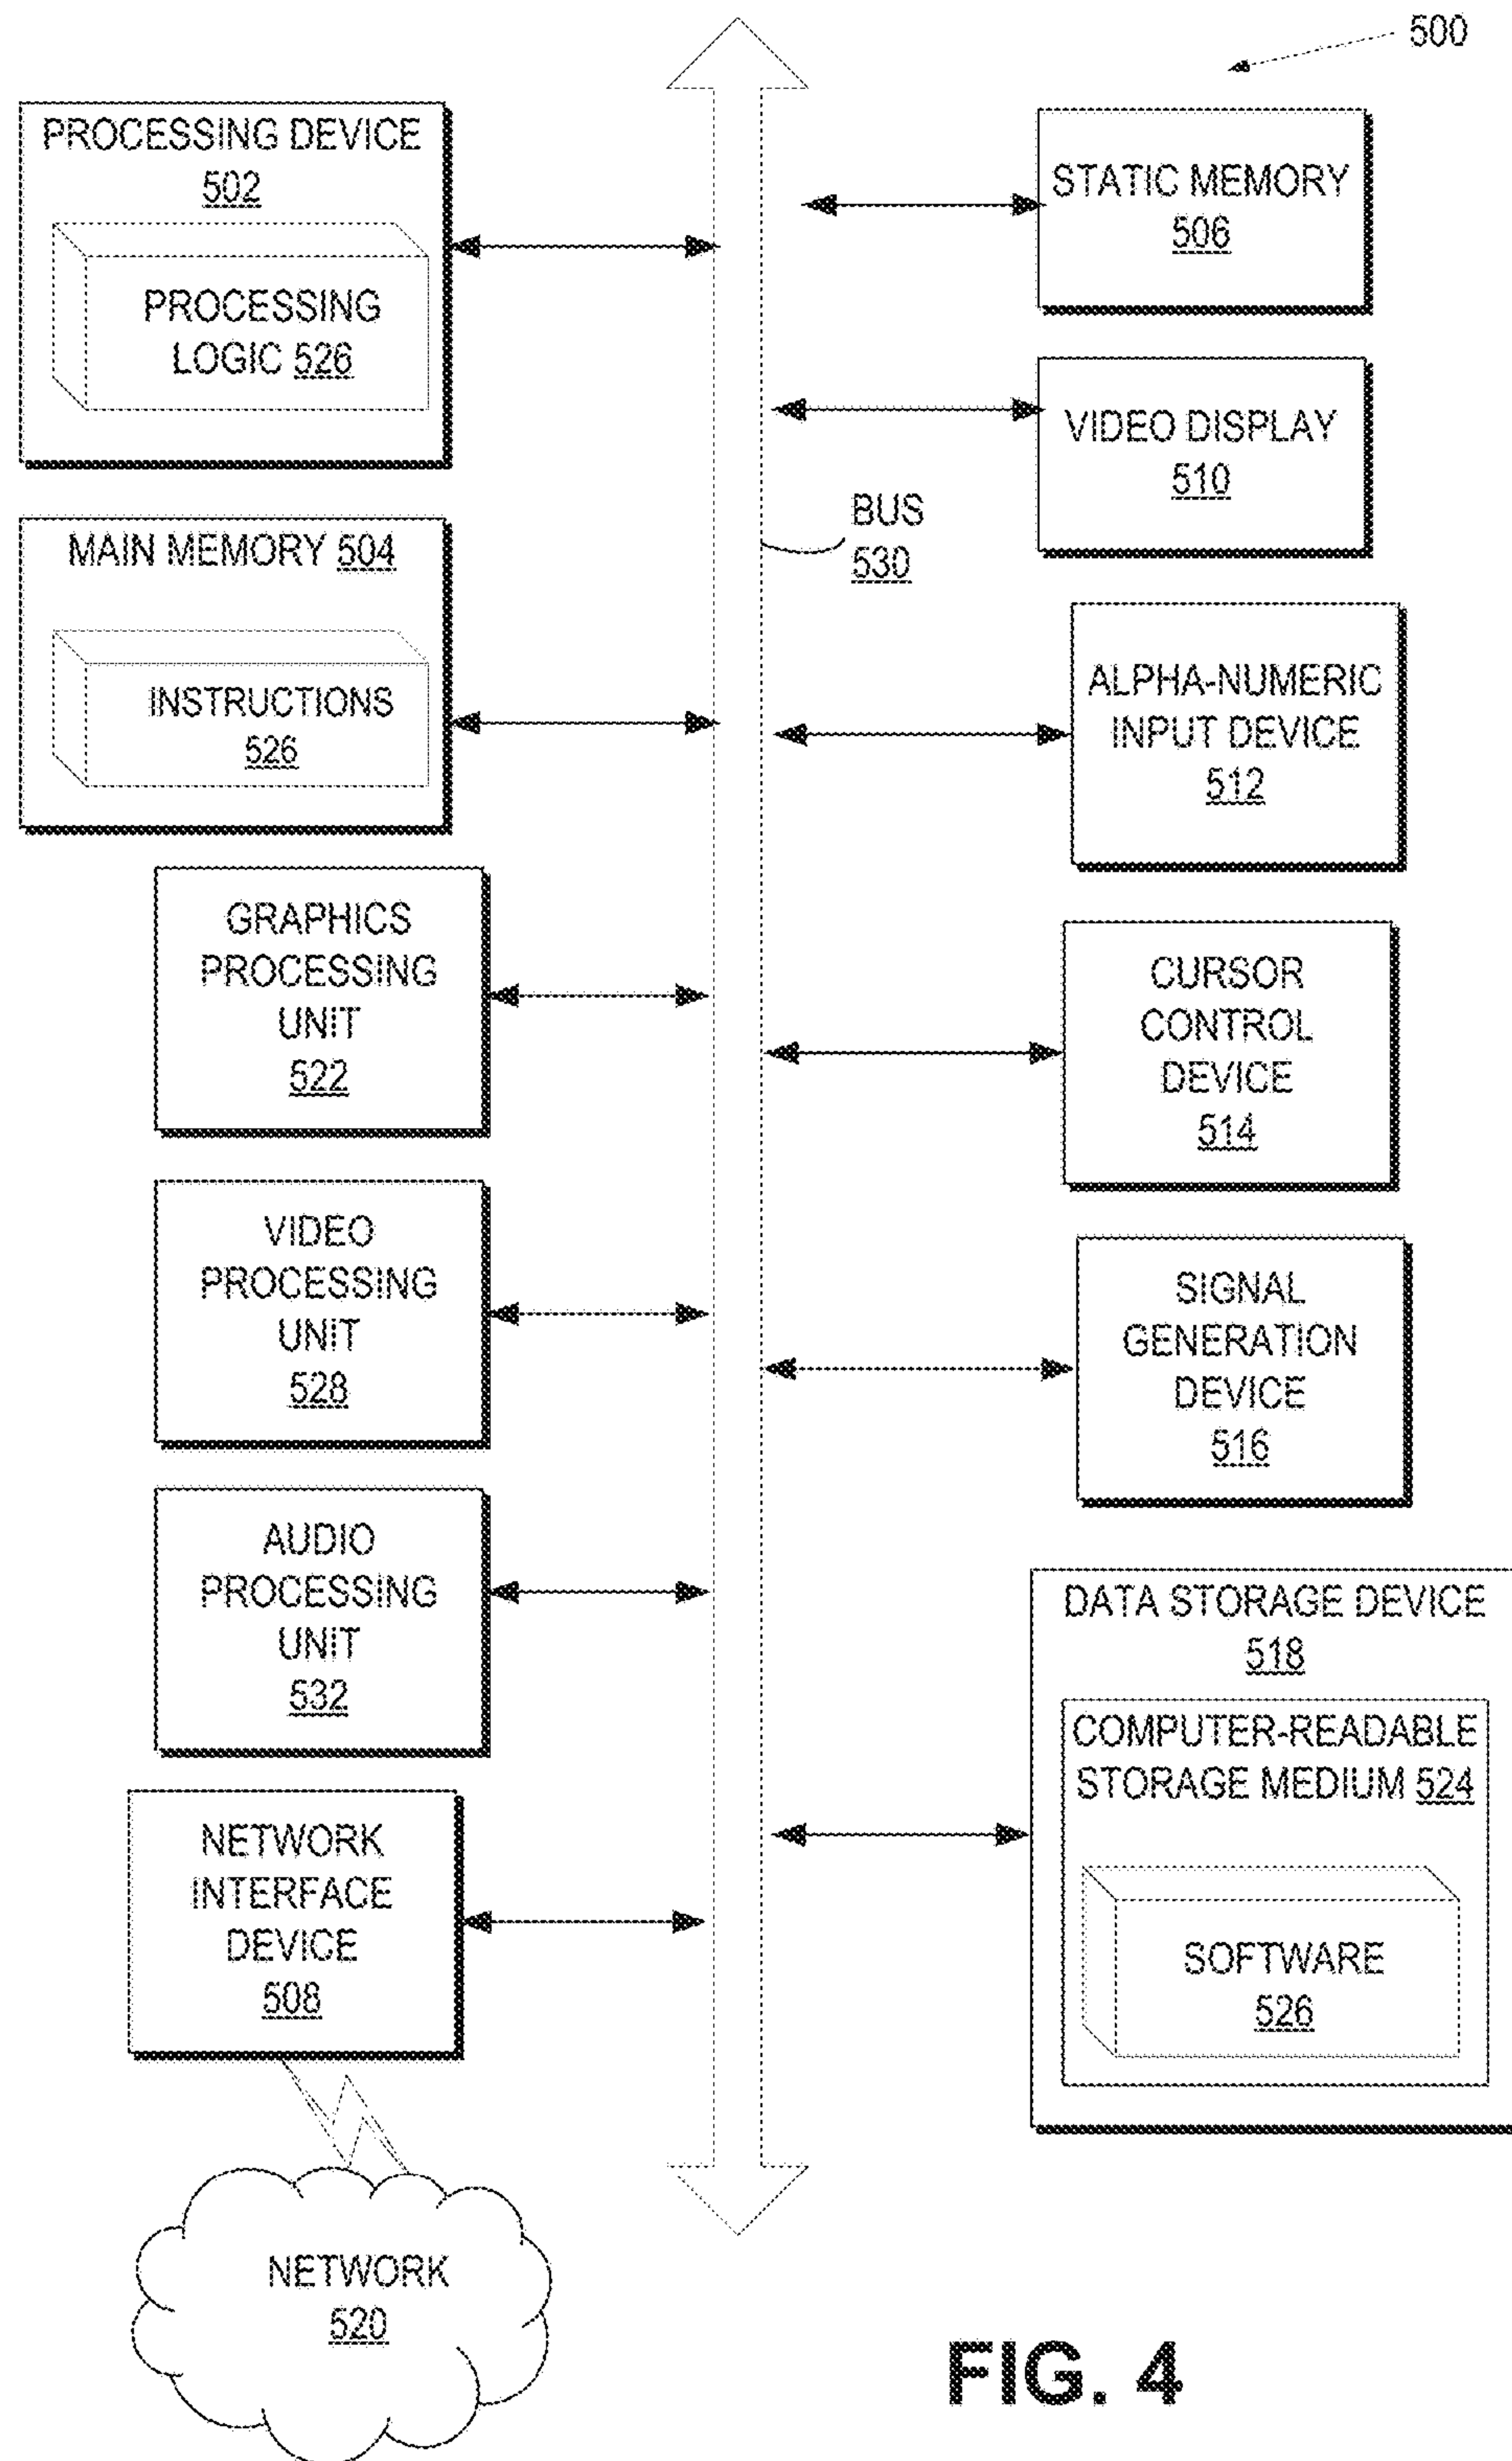 500
PROCESSING DEVICE
502
PROCESSING
LOGIC 526
MAIN MEMORY 504
INSTRUCTIONS
526
GRAPHICS
PROCESSING
UNIT
522
VIDEO
PROCESSING
UNIT
528
AUDIO
PROCESSING
UNIT
532
NETWORK
INTERFACE
DEVICE
508
NETWORK
520
BUS
530
STATIC MEMORY
506
VIDEO DISPLAY
510
ALPHA-NUMERIC
INPUT DEVICE
512
CURSOR
CONTROL
DEVICE
514
SIGNAL
GENERATION
DEVICE
516
DATA STORAGE DEVICE
518
COMPUTER-READABLE
STORAGE MEDIUM 524
SOFTWARE
526
FIG. 4